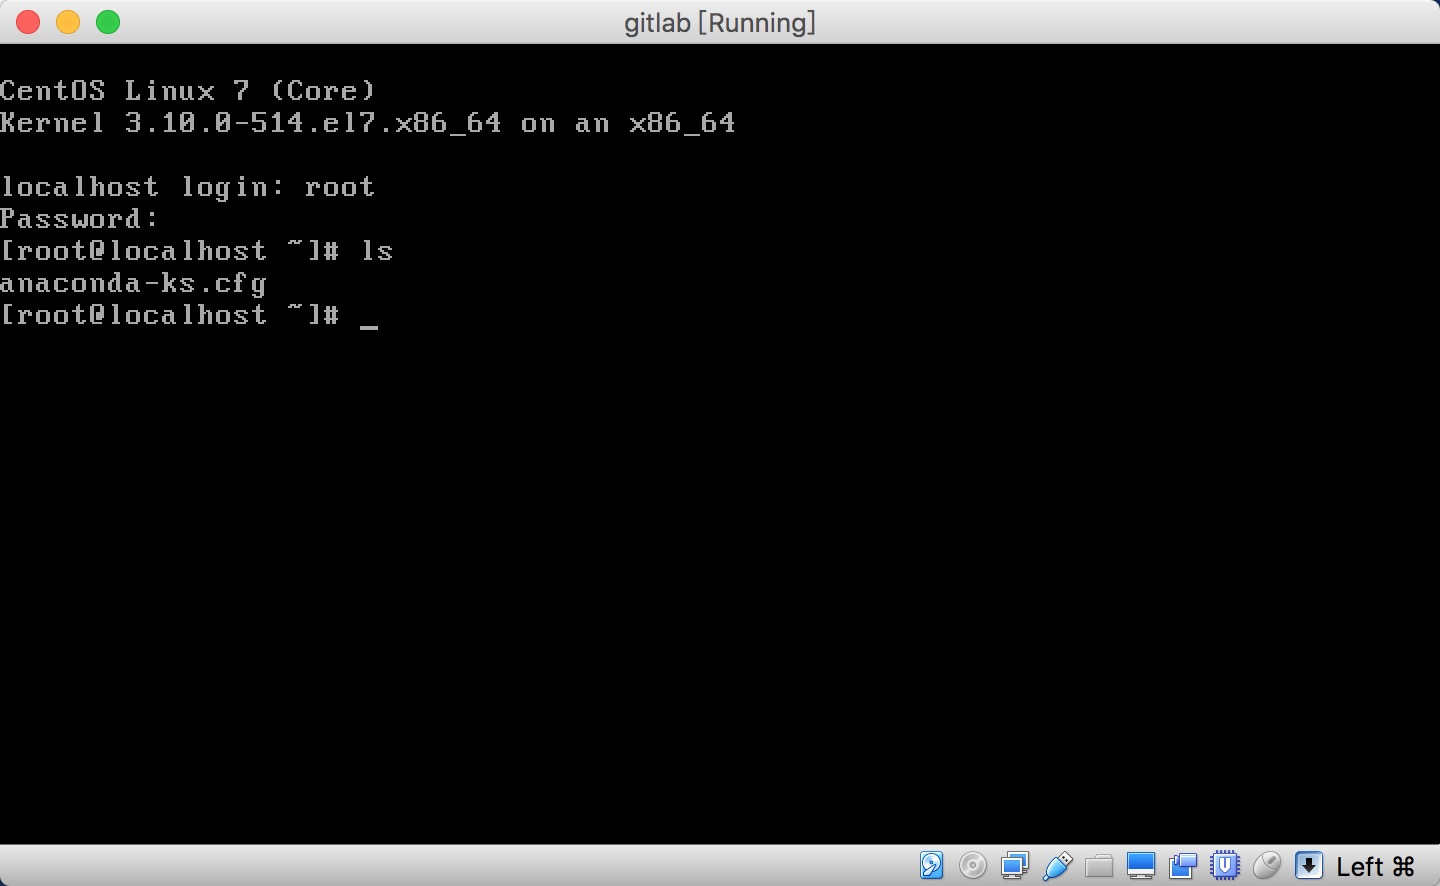 gitlab [Running]
CentOS Linux 7 (Core)
Kernel 3.10.0-514.el7.x86_64 on an x86_64
localhost login: root
Password:
[root@localhost ~]# ls
anaconda-ks.cfg
[root@localhost ~]# _
Left ⌘